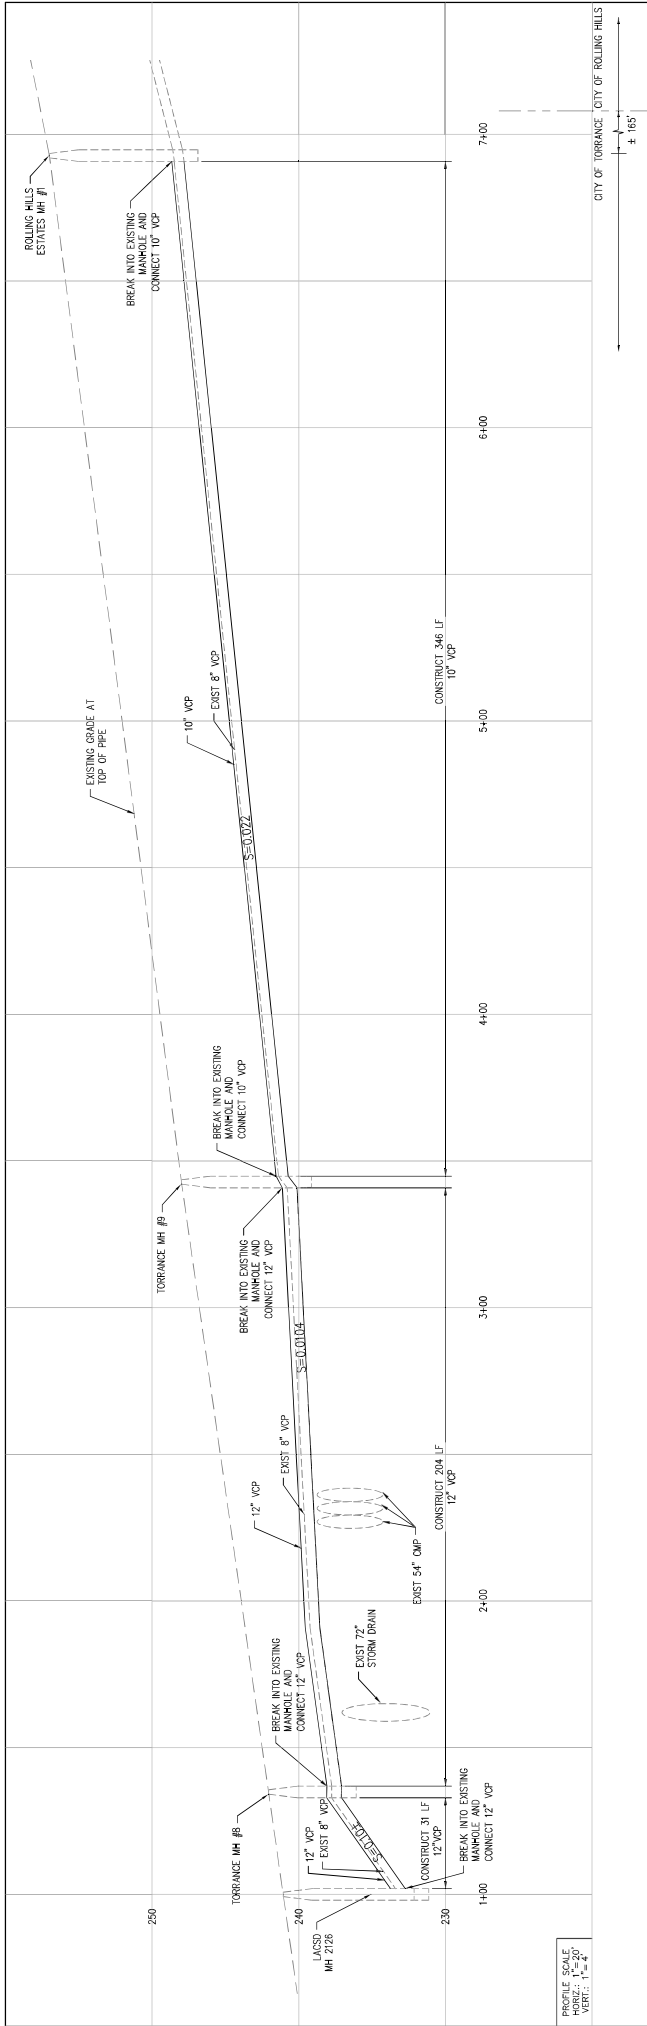 ROLLING HILLS
ESTATES MH #1
BREAK INTO EXISTING
MANHOLE AND
CONNECT 10" VCP
CITY OF TORRANCE
CITY OF ROLLING HILLS
± 165'
7+00
6+00
EXISTING GRADE AT
TOP OF PIPE
10" VCP
EXIST 8" VCP
S=0.022
CONSTRUCT 346 LF
10" VCP
5+00
4+00
TORRANCE MH #9
BREAK INTO EXISTING
MANHOLE AND
CONNECT 10" VCP
BREAK INTO EXISTING
MANHOLE AND
CONNECT 12" VCP
3+00
S=0.0104
12" VCP
EXIST 8" VCP
EXIST 54" CMP
CONSTRUCT 204 LF
12" VCP
2+00
EXIST 72"
STORM DRAIN
BREAK INTO EXISTING
MANHOLE AND
CONNECT 12" VCP
TORRANCE MH #8
12" VCP
EXIST 8" VCP
CONSTRUCT 31 LF
12"VCP
BREAK INTO EXISTING
MANHOLE AND
CONNECT 12" VCP
1+00
LACSD
MH 2126
250
240
230
PROFILE SCALE
HORIZ.: 1"= 20'
VERT.: 1"= 4'